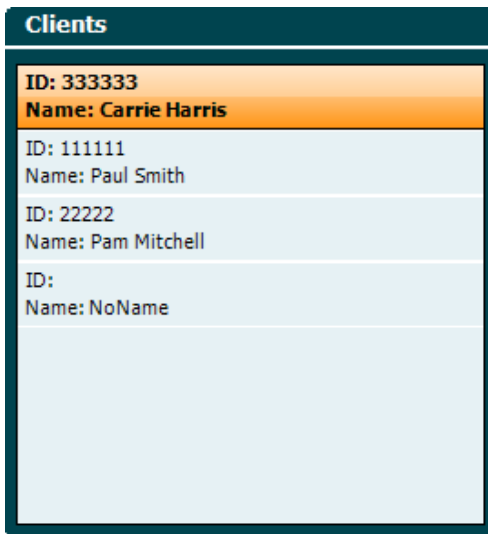 Clients
ID: 333333
Name: Carrie Harris
ID: 111111
Name: Paul Smith
ID: 22222
Name: Pam Mitchell
ID:
Name: NoName